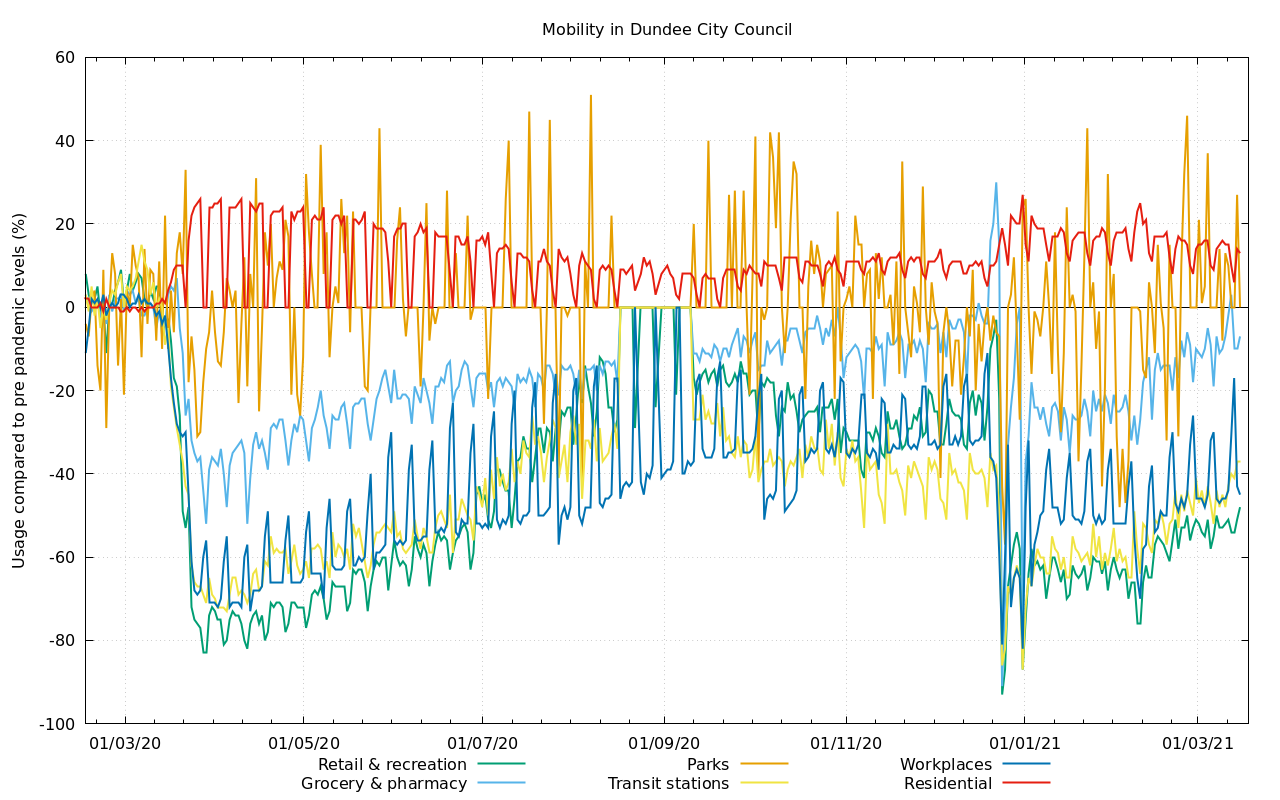 Mobility in Dundee City Council
Usage compared to pre pandemic levels (%)
60
40
20
0
-20
-40
-60
-80
-100
01/03/20 01/05/20 01/07/20 01/09/20 01/11/20 01/01/21 01/03/21
Retail & recreation Parks Workplaces
Grocery & pharmacy Transit stations Residential